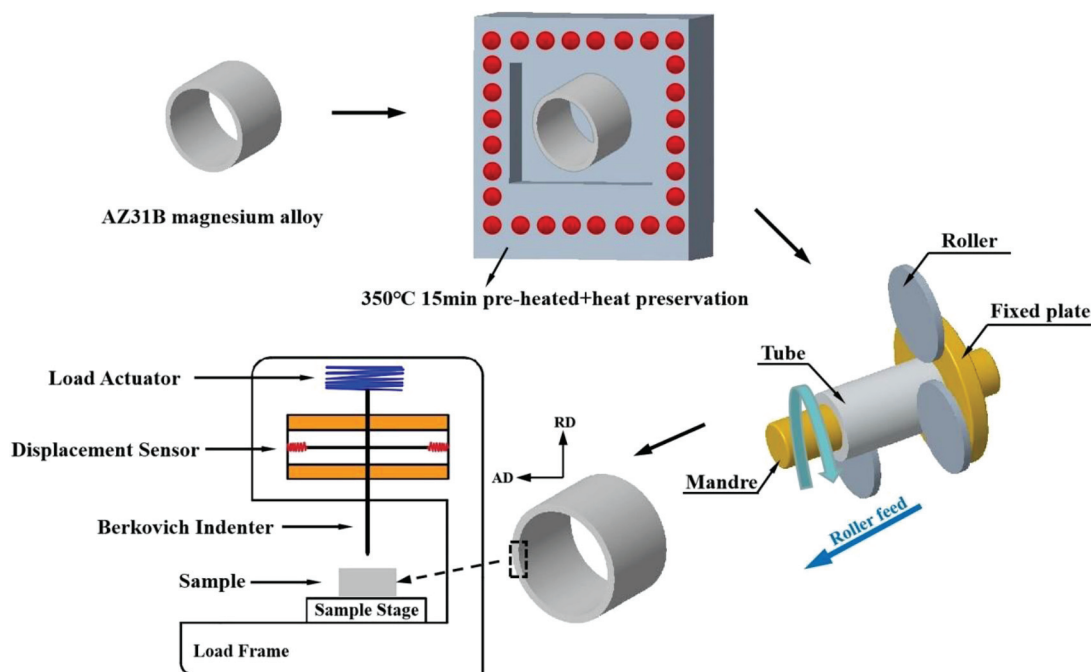 AZ31B magnesium alloy
350°C 15min pre-heated+heat preservation
Roller
Fixed plate
Tube
Mandre
Roller feed
RD
AD
Load Actuator
Displacement Sensor
Berkovich Indenter
Sample
Sample Stage
Load Frame